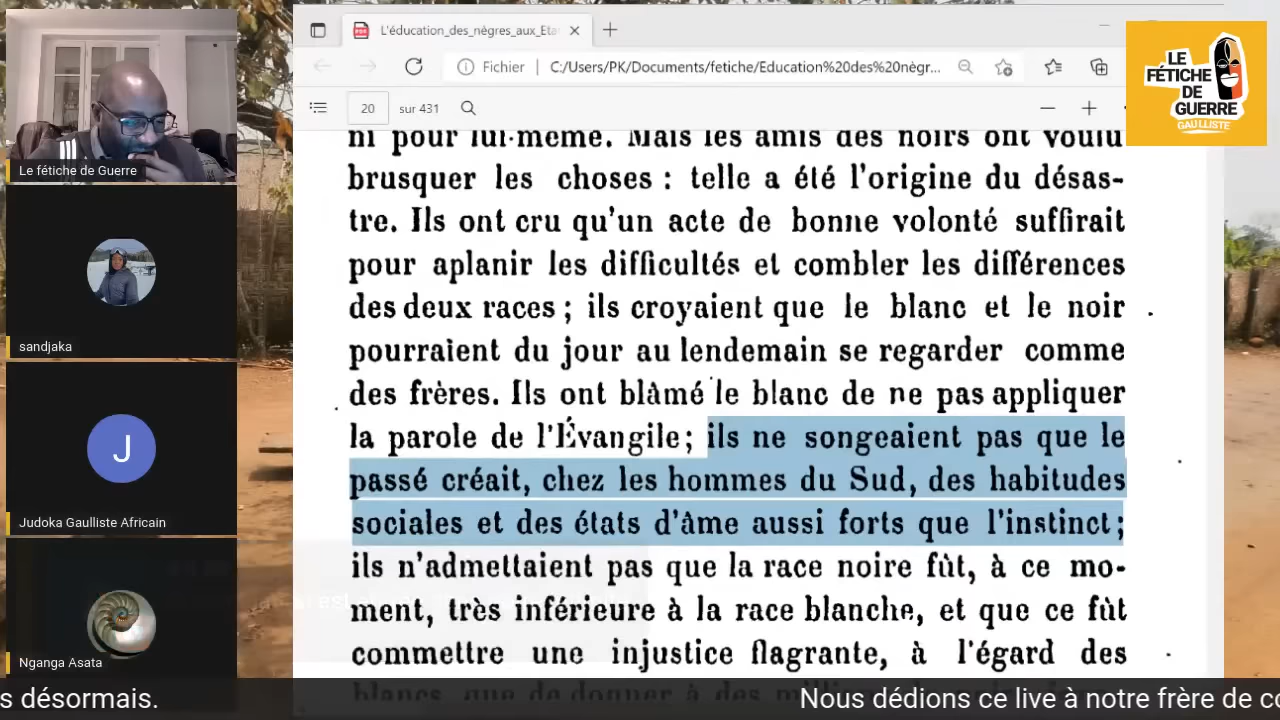 L'éducation_des_nègres_aux_Eta
Fichier
C:/Users/PK/Documents/fetiche/Education%20des%20nègr...
20
sur 431
LE
FÉTICHE
DE
GUERRE
GAULLISTE
Le fétiche de Guerre
sandjaka
J
Judoka Gaulliste Africain
Nganga Asata
ni pour lui-même. Mais les amis des noirs ont voulu
brusquer les choses : telle a été l'origine du désas-
tre. Ils ont cru qu'un acte de bonne volonté suffirait
pour aplanir les difficultés et combler les différences
des deux races ; ils croyaient que le blanc et le noir
pourraient du jour au lendemain se regarder comme
des frères. Ils ont blâmé le blanc de ne pas appliquer
la parole de l'Évangile; ils ne songeaient pas que le
passé créait, chez les hommes du Sud, des habitudes
sociales et des états d'âme aussi forts que l'instinct ;
ils n'admettaient pas que la race noire fût, à ce mo-
ment, très inférieure à la race blanche, et que ce fût
commettre une injustice flagrante, à l'égard des
blancs, que de donner à des
s désormais.
Nous dédions ce live à notre frère de co